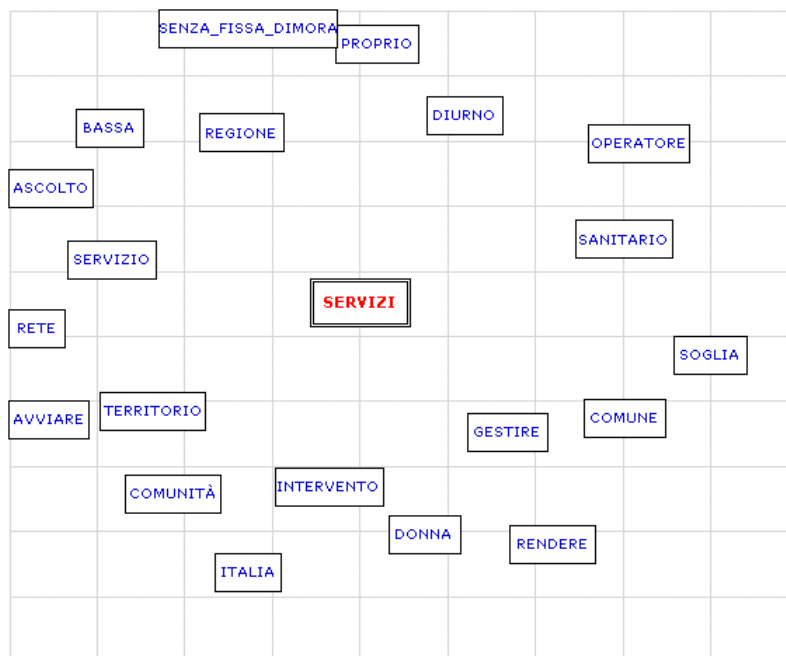 SENZA_FISSA_DIMORA
PROPRIO
DIURNO
BASSA
REGIONE
OPERATORE
ASCOLTO
SANITARIO
SERVIZIO
SERVIZI
RETE
SOGLIA
TERRITORIO
AVVIARE
COMUNE
GESTIRE
INTERVENTO
COMUNITÀ
DONNA
RENDERE
ITALIA